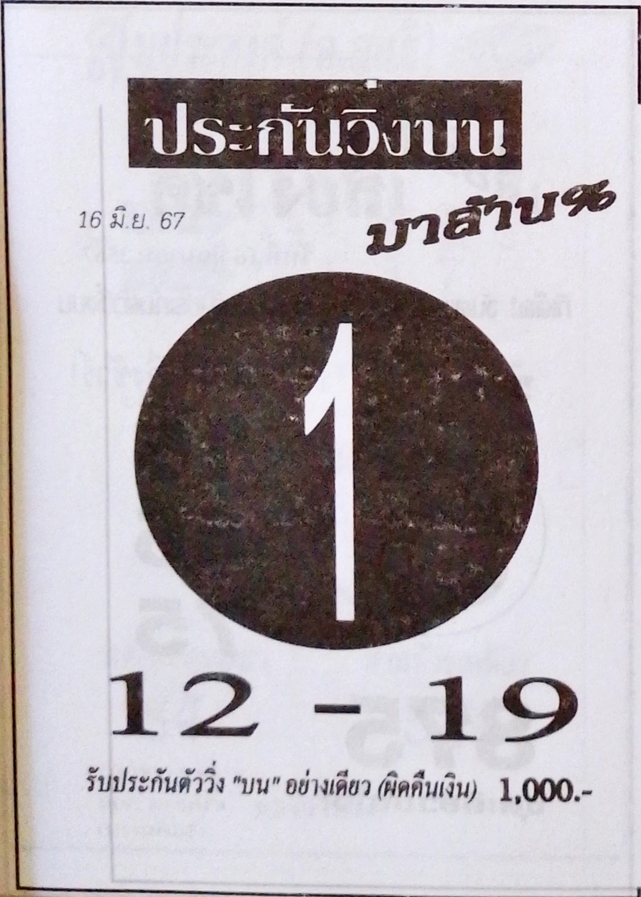 ประกันวิ่งบน
16 มิ.ย. 67
มาล้าน%
1
12 - 19
รับประกันตัววิ่ง "บน" อย่างเดียว (ผิดคืนเงิน) 1,000.-